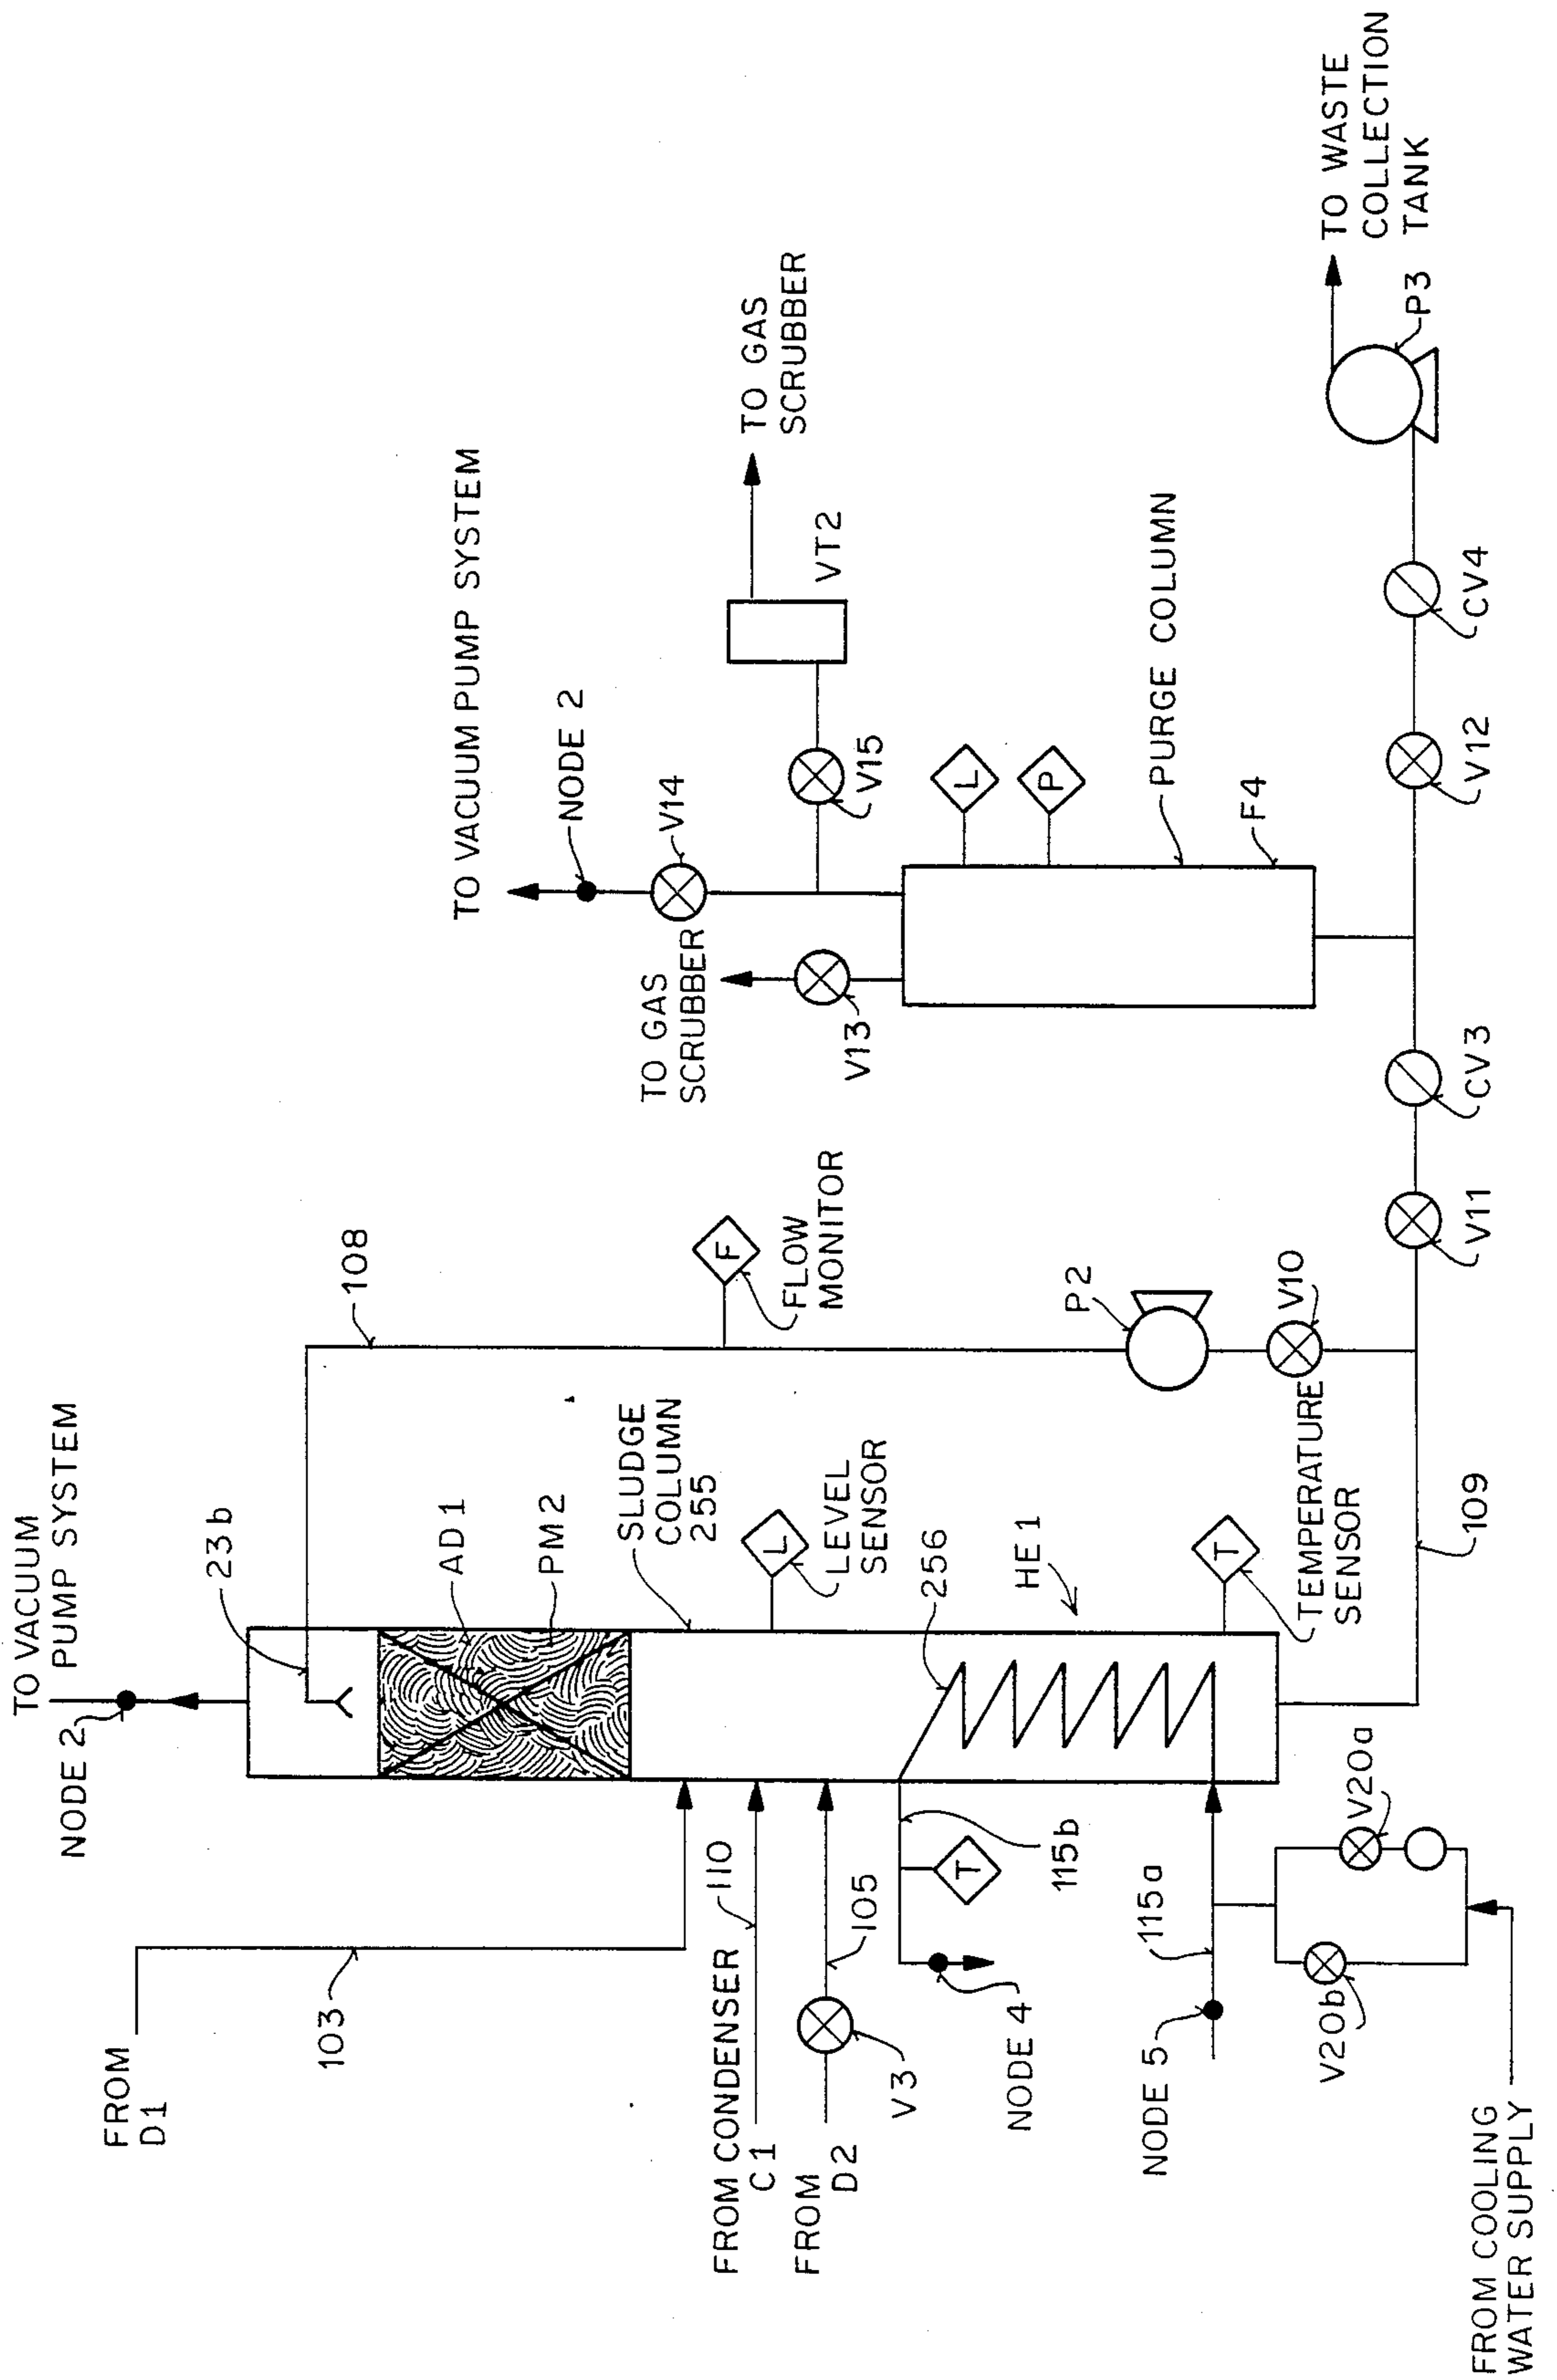 TO VACUUM
PUMP SYSTEM
NODE 2
23b
AD1
PM2
SLUDGE
COLUMN
255
L
LEVEL
SENSOR
256
HE1
T
TEMPERATURE
SENSOR
109
108
F
FLOW
MONITOR
P2
V10
V11
CV3
FROM
D1
103
FROM CONDENSER
C1
110
FROM
D2
105
V3
T
115b
NODE 4
115a
NODE 5
V20a
V20b
FROM COOLING
WATER SUPPLY
TO VACUUM PUMP SYSTEM
NODE 2
V14
TO GAS
SCRUBBER
V13
V15
VT2
TO GAS
SCRUBBER
L
P
PURGE COLUMN
F4
V12
CV4
P3
TO WASTE
COLLECTION
TANK